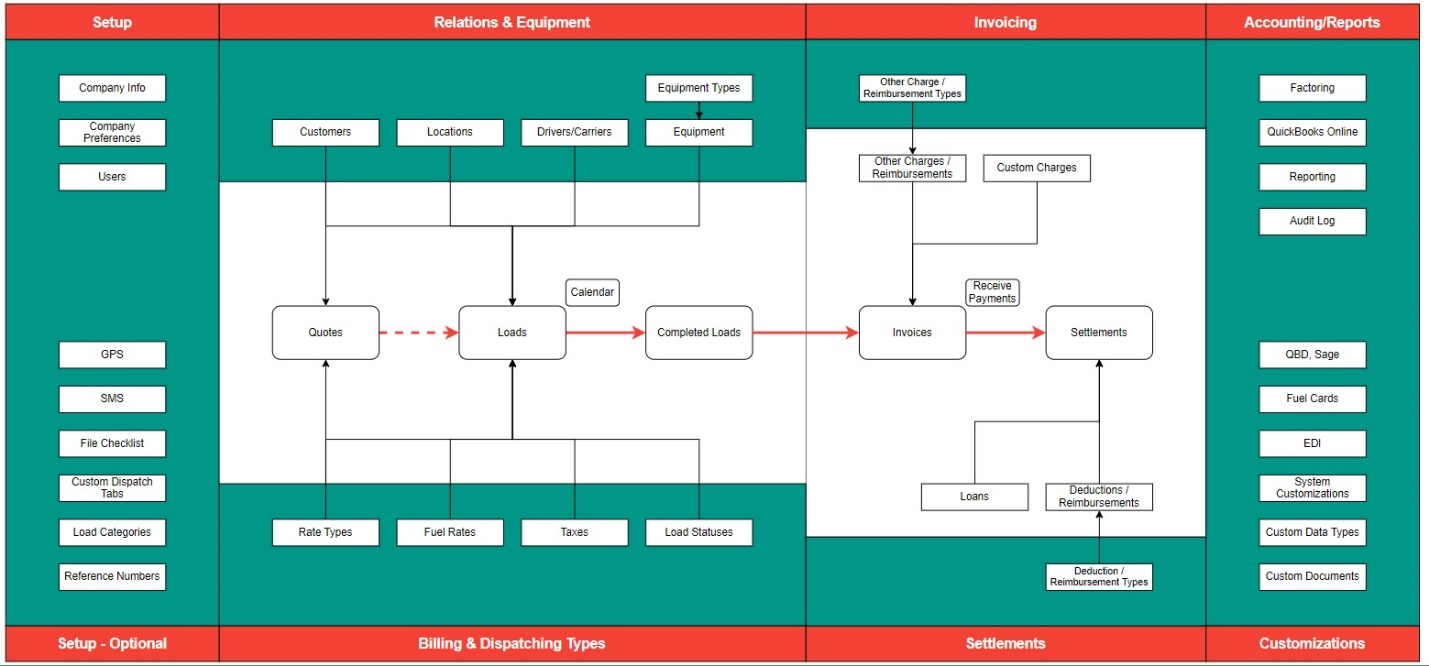 Setup
Relations & Equipment
Invoicing
Accounting/Reports
Company Info
Company
Preferences
Users
Equipment Types
Customers
Locations
Drivers/Carriers
Equipment
Other Charge /
Reimbursement Types
Other Charges /
Reimbursements
Custom Charges
Factoring
QuickBooks Online
Reporting
Audit Log
Calendar
Receive
Payments
Quotes
Loads
Completed Loads
Invoices
Settlements
GPS
SMS
File Checklist
Custom Dispatch
Tabs
Load Categories
Reference Numbers
Rate Types
Fuel Rates
Taxes
Load Statuses
Loans
Deductions /
Reimbursements
Deduction /
Reimbursement Types
QBD, Sage
Fuel Cards
EDI
System
Customizations
Custom Data Types
Custom Documents
Setup - Optional
Billing & Dispatching Types
Settlements
Customizations